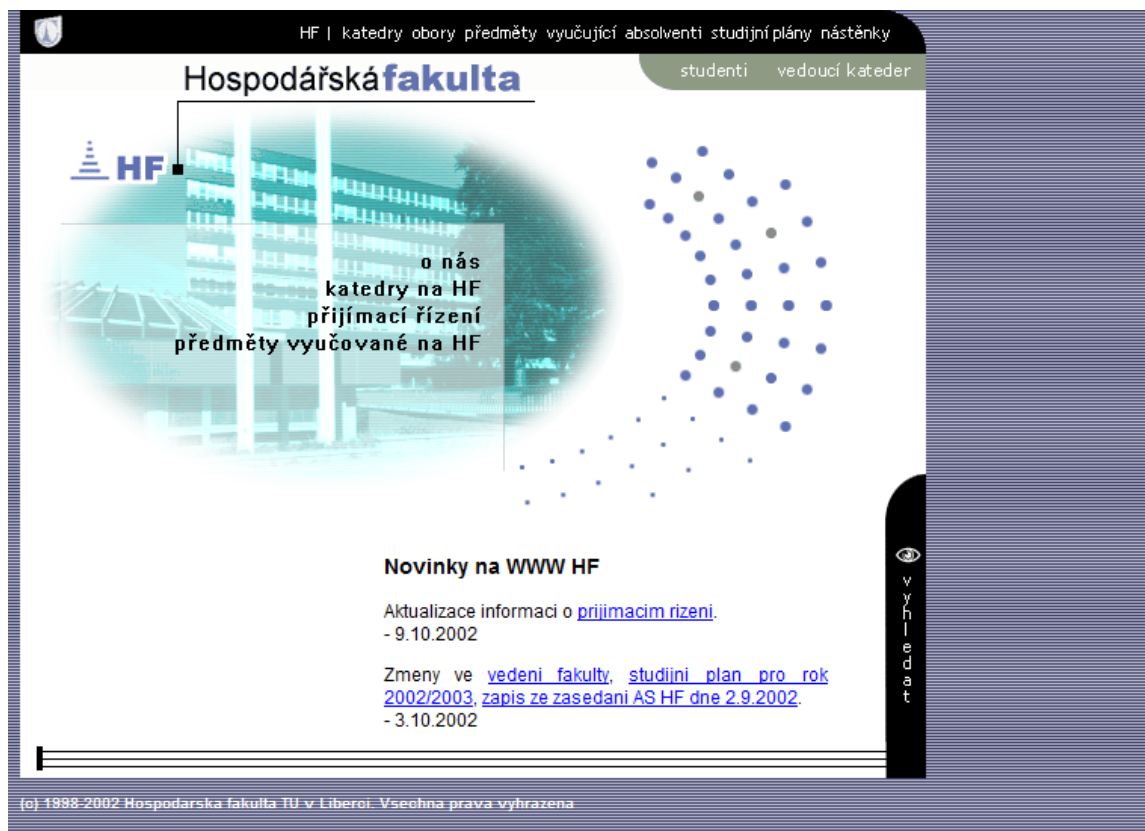 HF | katedry obory předměty vyučující absolventi studijní plány nástěnky
studenti vedoucí kateder
Hospodářskáfakulta
HF
o nás
katedry na HF
přijímací řízení
předměty vyučované na HF
Novinky na WWW HF
Aktualizace informaci o prijimacim rizeni.
- 9.10.2002
Zmeny ve vedeni fakulty, studijni plan pro rok
2002/2003, zapis ze zasedani AS HF dne 2.9.2002.
- 3.10.2002
vyhledat
(c) 1998-2002 Hospodarska fakulta TU v Liberci. Vsechna prava vyhrazena